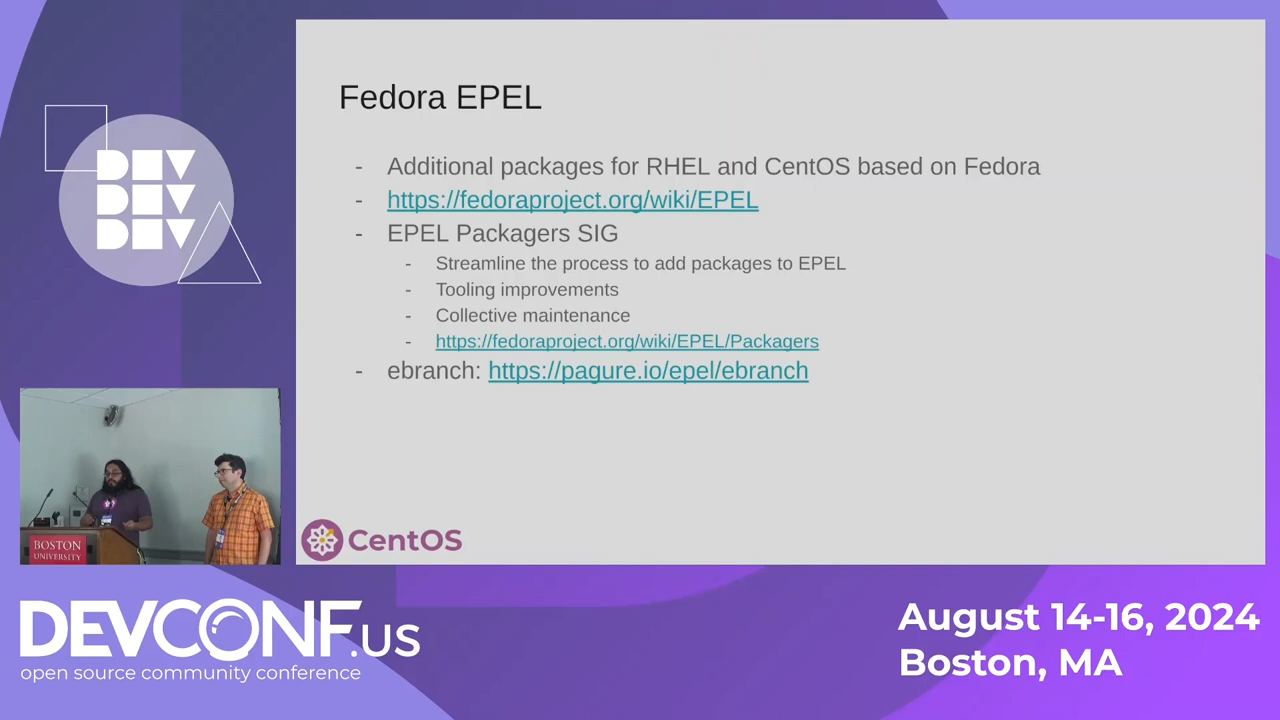 DEV
DEV
DEV
Fedora EPEL
- Additional packages for RHEL and CentOS based on Fedora
- https://fedoraproject.org/wiki/EPEL
- EPEL Packagers SIG
- Streamline the process to add packages to EPEL
- Tooling improvements
- Collective maintenance
- https://fedoraproject.org/wiki/EPEL/Packagers
- ebranch: https://pagure.io/epel/ebranch
CentOS
BOSTON
UNIVERSITY
DEVCONF.US
open source community conference
August 14-16, 2024
Boston, MA